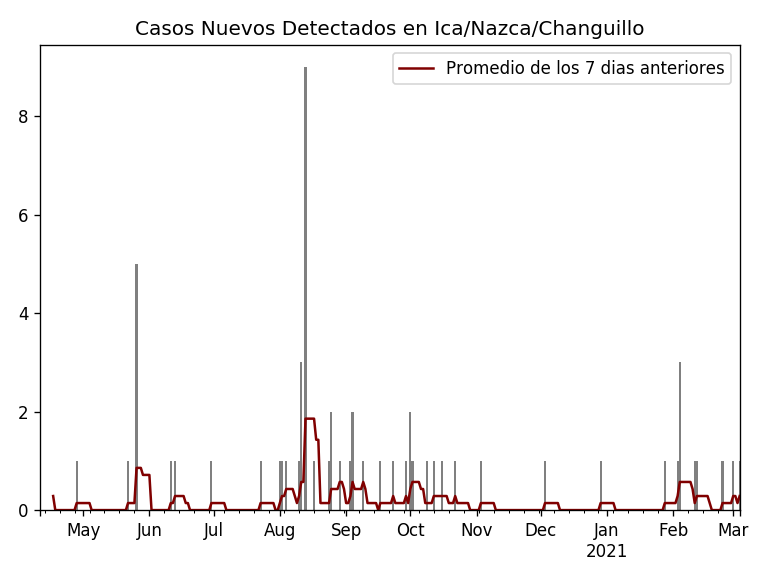 Casos Nuevos Detectados en Ica/Nazca/Changuillo
Promedio de los 7 dias anteriores
8
6
4
2
0
May Jun Jul Aug Sep Oct Nov Dec Jan Feb Mar
2021